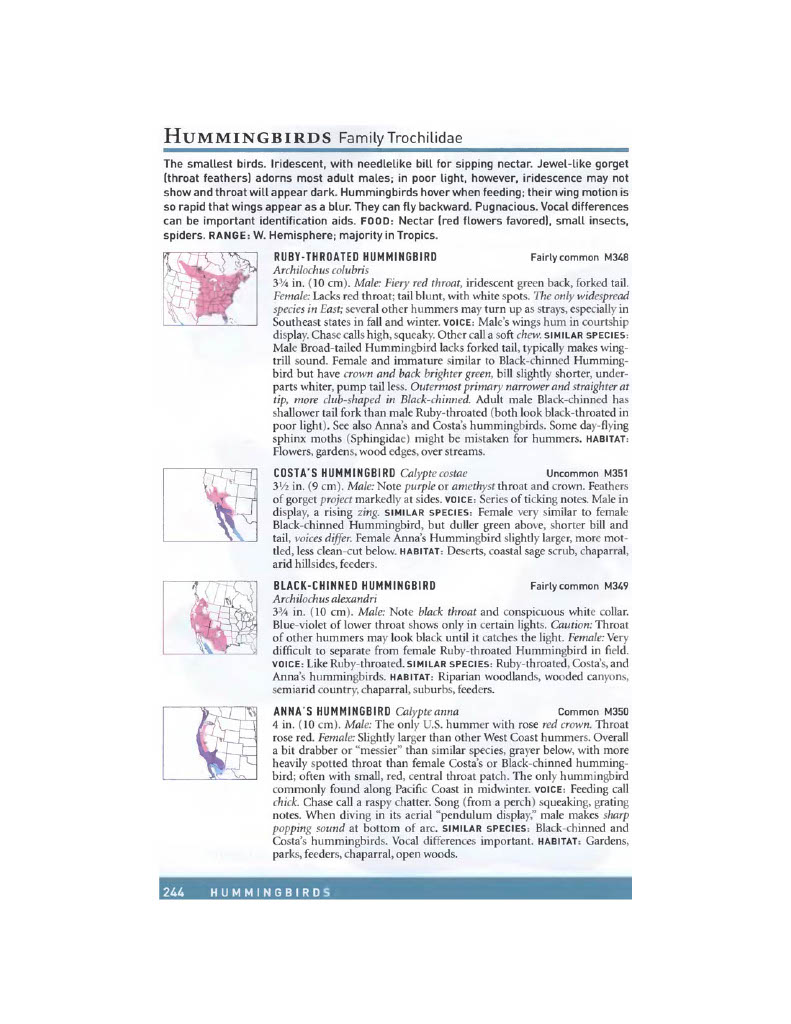 HUMMINGBIRDS Family Trochilidae
The smallest birds. Iridescent, with needlelike bill for sipping nectar. Jewel-like gorget
(throat feathers) adorns most adult males; in poor light, however, iridescence may not
show and throat will appear dark. Hummingbirds hover when feeding; their wing motion is
so rapid that wings appear as a blur. They can fly backward. Pugnacious. Vocal differences
can be important identification aids. FOOD: Nectar (red flowers favored), small insects,
spiders. RANGE: W. Hemisphere; majority in Tropics.
RUBY-THROATED HUMMINGBIRD Fairly common M348
Archilochus colubris
3¾ in. (10 cm). Male: Fiery red throat, iridescent green back, forked tail.
Female: Lacks red throat; tail blunt, with white spots. The only widespread
species in East; several other hummers may turn up as strays, especially in
Southeast states in fall and winter. VOICE: Male's wings hum in courtship
display. Chase calls high, squeaky. Other call a soft chew. SIMILAR SPECIES:
Male Broad-tailed Hummingbird lacks forked tail, typically makes wing-
trill sound. Female and immature similar to Black-chinned Humming-
bird but have crown and back brighter green, bill slightly shorter, under-
parts whiter, pump tail less. Outermost primary narrower and straighter at
tip, more club-shaped in Black-chinned. Adult male Black-chinned has
shallower tail fork than male Ruby-throated (both look black-throated in
poor light). See also Anna's and Costa's hummingbirds. Some day-flying
sphinx moths (Sphingidae) might be mistaken for hummers. HABITAT:
Flowers, gardens, wood edges, over streams.
COSTA'S HUMMINGBIRD Calypte costae Uncommon M351
3½ in. (9 cm). Male: Note purple or amethyst throat and crown. Feathers
of gorget project markedly at sides. VOICE: Series of ticking notes. Male in
display, a rising zing. SIMILAR SPECIES: Female very similar to female
Black-chinned Hummingbird, but duller green above, shorter bill and
tail, voices differ. Female Anna's Hummingbird slightly larger, more mot-
tled, less clean-cut below. HABITAT: Deserts, coastal sage scrub, chaparral,
arid hillsides, feeders.
BLACK-CHINNED HUMMINGBIRD Fairly common M349
Archilochus alexandri
3¾ in. (10 cm). Male: Note black throat and conspicuous white collar.
Blue-violet of lower throat shows only in certain lights. Caution: Throat
of other hummers may look black until it catches the light. Female: Very
difficult to separate from female Ruby-throated Hummingbird in field.
VOICE: Like Ruby-throated. SIMILAR SPECIES: Ruby-throated, Costa's, and
Anna's hummingbirds. HABITAT: Riparian woodlands, wooded canyons,
semiarid country, chaparral, suburbs, feeders.
ANNA'S HUMMINGBIRD Calypte anna Common M350
4 in. (10 cm). Male: The only U.S. hummer with rose red crown. Throat
rose red. Female: Slightly larger than other West Coast hummers. Overall
a bit drabber or "messier" than similar species, grayer below, with more
heavily spotted throat than female Costa's or Black-chinned humming-
bird; often with small, red, central throat patch. The only hummingbird
commonly found along Pacific Coast in midwinter. VOICE: Feeding call
chick. Chase call a raspy chatter. Song (from a perch) squeaking, grating
notes. When diving in its aerial "pendulum display," male makes sharp
popping sound at bottom of arc. SIMILAR SPECIES: Black-chinned and
Costa's hummingbirds. Vocal differences important. HABITAT: Gardens,
parks, feeders, chaparral, open woods.
244 HUMMINGBIRDS